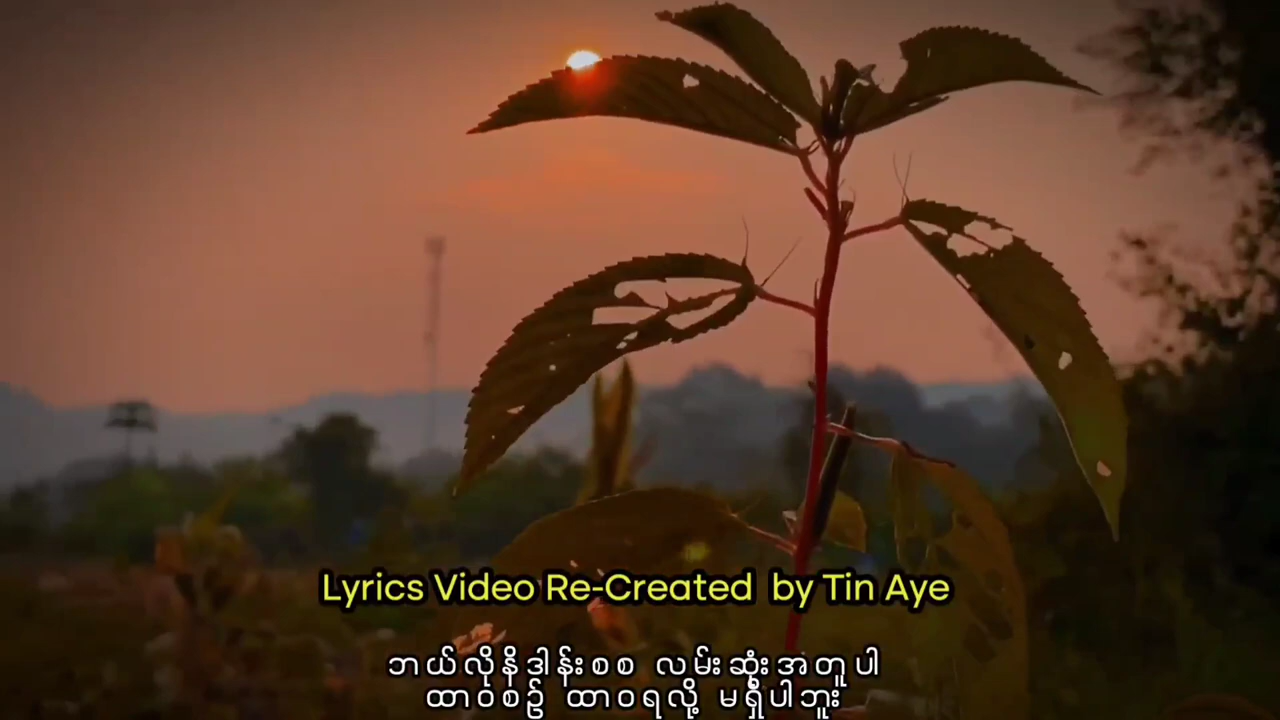 Lyrics Video Re-Created by Tin Aye
ဘယ်လိုနိဒါန်းစစ လမ်းဆုံးအတူပါ
ထာဝစဉ် ထာဝရလို့ မရှိပါဘူး